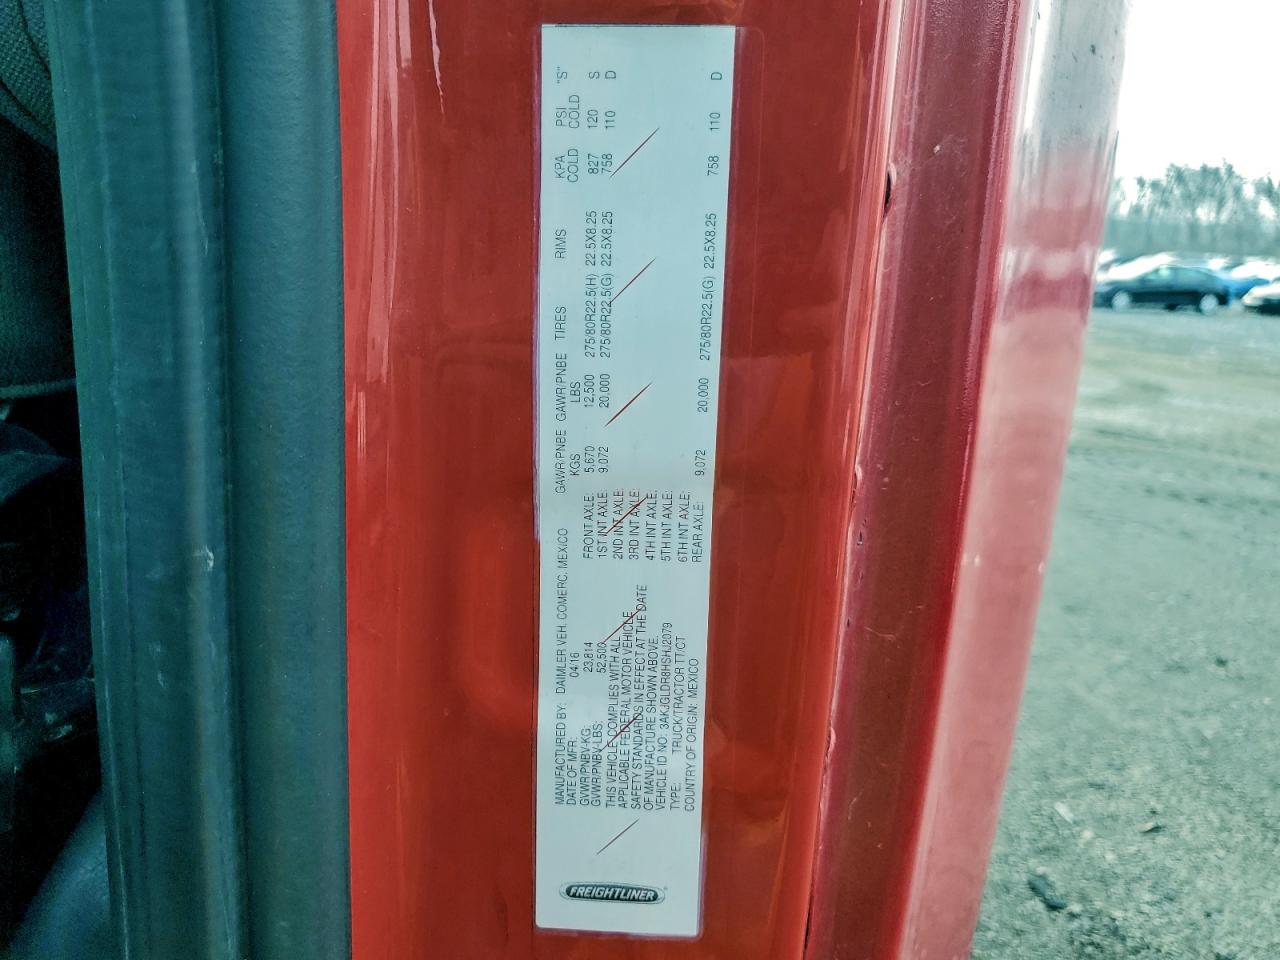 FREIGHTLINER
MANUFACTURED BY: DAIMLER VEH. COMERC. MEXICO
DATE OF MFR: 04/16
GVWR/PNBV-KG: 23,814
GVWR/PNBV-LBS: 52,500
THIS VEHICLE COMPLIES WITH ALL
APPLICABLE FEDERAL MOTOR VEHICLE
SAFETY STANDARDS IN EFFECT AT THE DATE
OF MANUFACTURE SHOWN ABOVE.
VEHICLE ID NO: 3AKJGLDR8HSHJ2079
TYPE: TRUCK/TRACTOR TT/CT
COUNTRY OF ORIGIN: MEXICO
GAWR/PNBE GAWR/PNBE TIRES RIMS KPA PSI "S"
KGS LBS COLD COLD
FRONT AXLE: 5,670 12,500 275/80R22.5(H) 22.5X8.25 827 120 S
1ST INT AXLE: 9,072 20,000 275/80R22.5(G) 22.5X8.25 758 110 D
2ND INT AXLE:
3RD INT AXLE:
4TH INT AXLE:
5TH INT AXLE:
6TH INT AXLE:
REAR AXLE: 9,072 20,000 275/80R22.5(G) 22.5X8.25 758 110 D